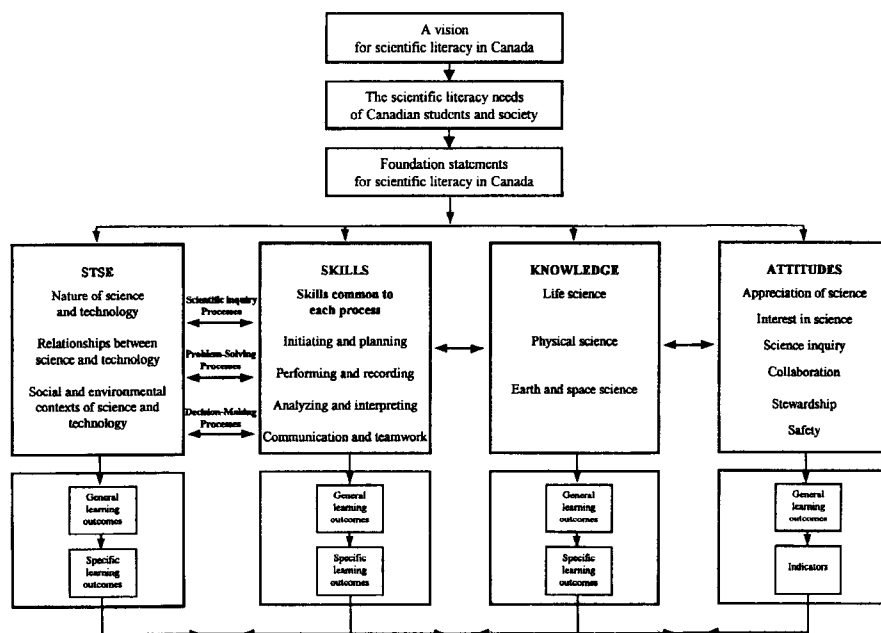 A vision
for scientific literacy in Canada
The scientific literacy needs
of Canadian students and society
Foundation statements
for scientific literacy in Canada
STSE
Nature of science
and technology
Relationships between
science and technology
Social and environmental
contexts of science and
technology
Scientific Inquiry
Processes
Problem-Solving
Processes
Decision-Making
Processes
SKILLS
Skills common to
each process
Initiating and planning
Performing and recording
Analyzing and interpreting
Communication and teamwork
KNOWLEDGE
Life science
Physical science
Earth and space science
ATTITUDES
Appreciation of science
Interest in science
Science inquiry
Collaboration
Stewardship
Safety
General
learning
outcomes
Specific
learning
outcomes
General
learning
outcomes
Specific
learning
outcomes
General
learning
outcomes
Specific
learning
outcomes
General
learning
outcomes
Indicators